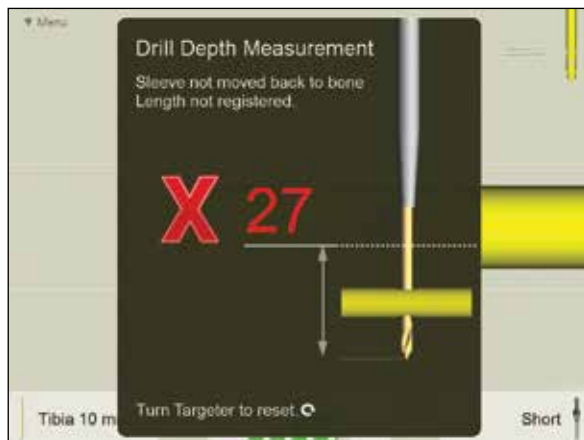 ▼ Menu
Drill Depth Measurement
Sleeve not moved back to bone
Length not registered.
X 27
Turn Targeter to reset.
Tibia 10 m
Short